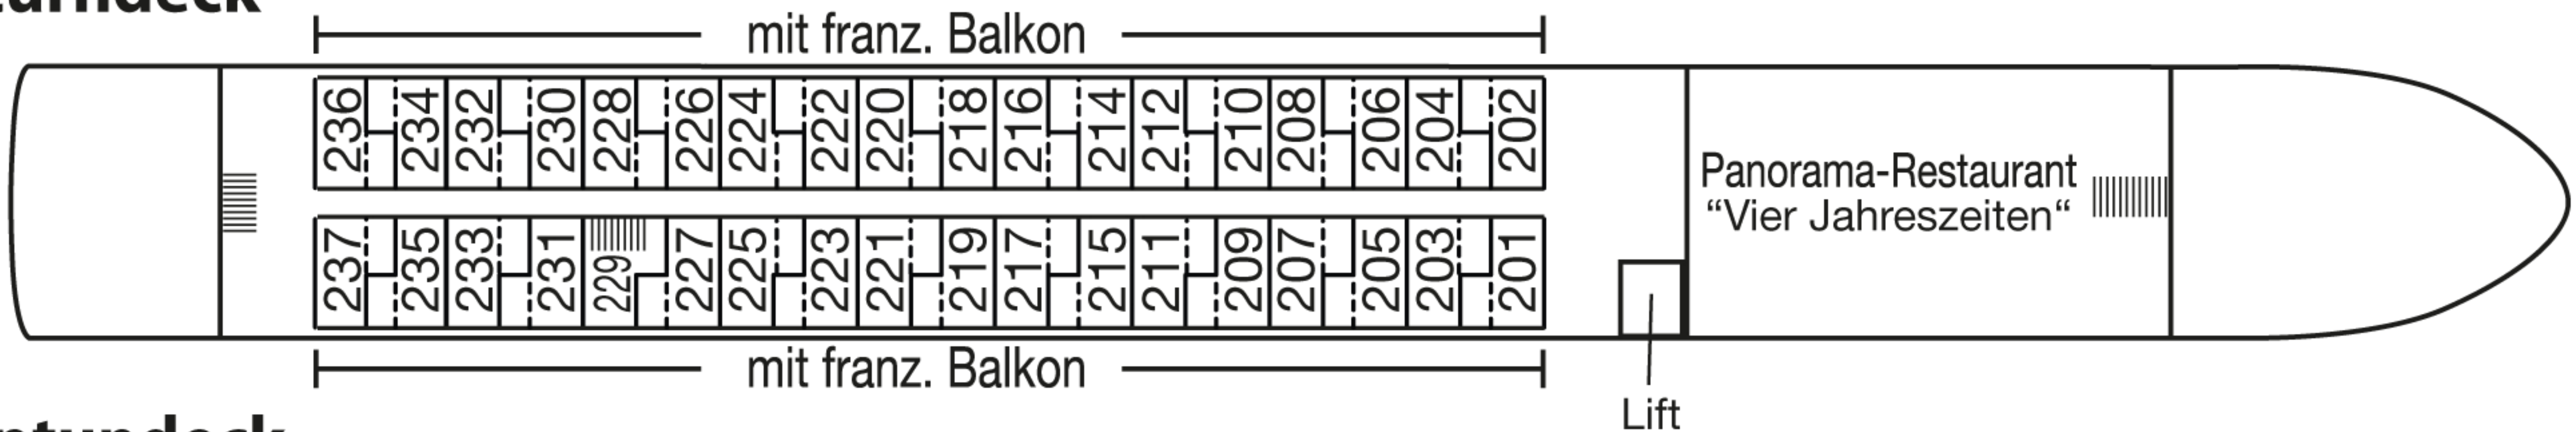 mit franz. Balkon
236 234 232 230 228 226 224 222 220 218 216 214 212 210 208 206 204 202
Panorama-Restaurant
“Vier Jahreszeiten“
237 235 233 231 229 227 225 223 221 219 217 215 211 209 207 205 203 201
mit franz. Balkon
Lift